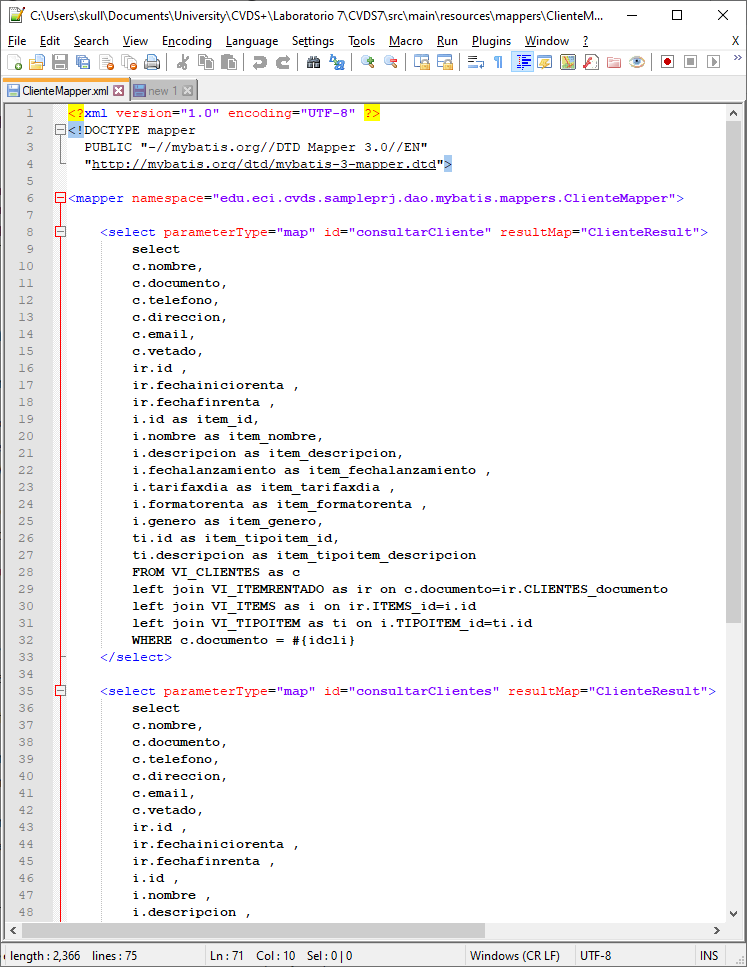 C:\Users\skull\Documents\University\CVDS+\Laboratorio 7\CVDS7\src\main\resources\mappers\ClienteM...
File Edit Search View Encoding Language Settings Tools Macro Run Plugins Window ? X
ClienteMapper.xml new 1
1 <?xml version="1.0" encoding="UTF-8" ?>
2 <!DOCTYPE mapper
3 PUBLIC "-//mybatis.org//DTD Mapper 3.0//EN"
4 "http://mybatis.org/dtd/mybatis-3-mapper.dtd">
5
6 <mapper namespace="edu.eci.cvds.sampleprj.dao.mybatis.mappers.ClienteMapper">
7
8 <select parameterType="map" id="consultarCliente" resultMap="ClienteResult">
9 select
10 c.nombre,
11 c.documento,
12 c.telefono,
13 c.direccion,
14 c.email,
15 c.vetado,
16 ir.id ,
17 ir.fechainiciorenta ,
18 ir.fechafinrenta ,
19 i.id as item_id,
20 i.nombre as item_nombre,
21 i.descripcion as item_descripcion,
22 i.fechalanzamiento as item_fechalanzamiento ,
23 i.tarifaxdia as item_tarifaxdia ,
24 i.formatorenta as item_formatorenta ,
25 i.genero as item_genero,
26 ti.id as item_tipoitem_id,
27 ti.descripcion as item_tipoitem_descripcion
28 FROM VI_CLIENTES as c
29 left join VI_ITEMRENTADO as ir on c.documento=ir.CLIENTES_documento
30 left join VI_ITEMS as i on ir.ITEMS_id=i.id
31 left join VI_TIPOITEM as ti on i.TIPOITEM_id=ti.id
32 WHERE c.documento = #{idcli}
33 </select>
34
35 <select parameterType="map" id="consultarClientes" resultMap="ClienteResult">
36 select
37 c.nombre,
38 c.documento,
39 c.telefono,
40 c.direccion,
41 c.email,
42 c.vetado,
43 ir.id ,
44 ir.fechainiciorenta ,
45 ir.fechafinrenta ,
46 i.id ,
47 i.nombre ,
48 i.descripcion ,
length : 2,366 lines : 75 Ln : 71 Col : 10 Sel : 0 | 0 Windows (CR LF) UTF-8 INS